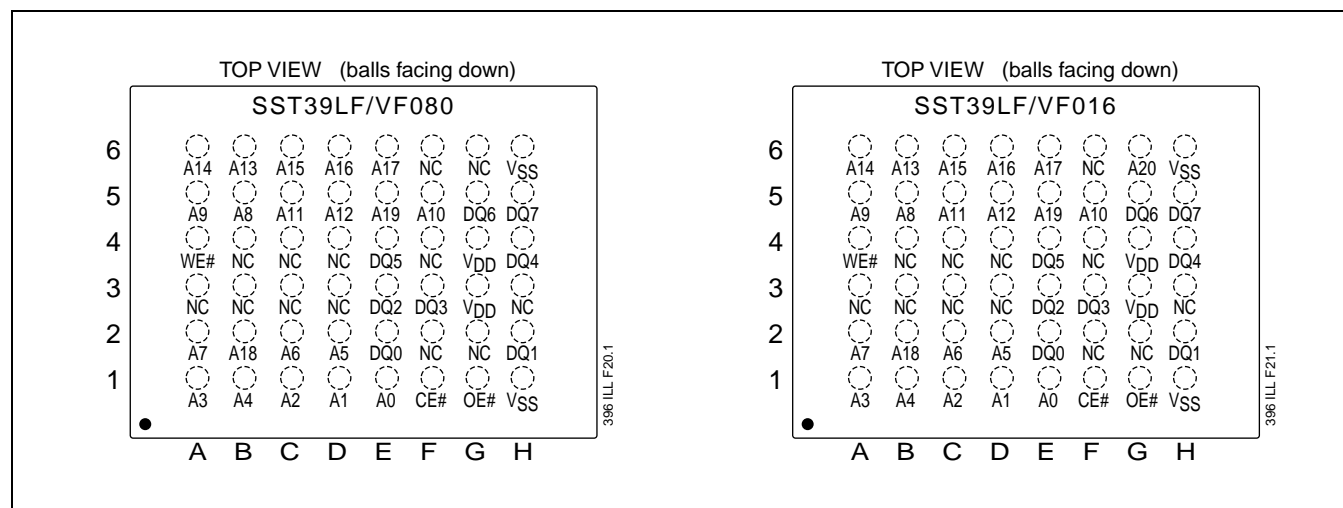 TOP VIEW (balls facing down)
SST39LF/VF080
6
A14 A13 A15 A16 A17 NC NC VSS
5
A9 A8 A11 A12 A19 A10 DQ6 DQ7
4
WE# NC NC NC DQ5 NC VDD DQ4
3
NC NC NC NC DQ2 DQ3 VDD NC
2
A7 A18 A6 A5 DQ0 NC NC DQ1
1
A3 A4 A2 A1 A0 CE# OE# VSS
A B C D E F G H
396 ILL F20.1
TOP VIEW (balls facing down)
SST39LF/VF016
6
A14 A13 A15 A16 A17 NC A20 VSS
5
A9 A8 A11 A12 A19 A10 DQ6 DQ7
4
WE# NC NC NC DQ5 NC VDD DQ4
3
NC NC NC NC DQ2 DQ3 VDD NC
2
A7 A18 A6 A5 DQ0 NC NC DQ1
1
A3 A4 A2 A1 A0 CE# OE# VSS
A B C D E F G H
396 ILL F21.1